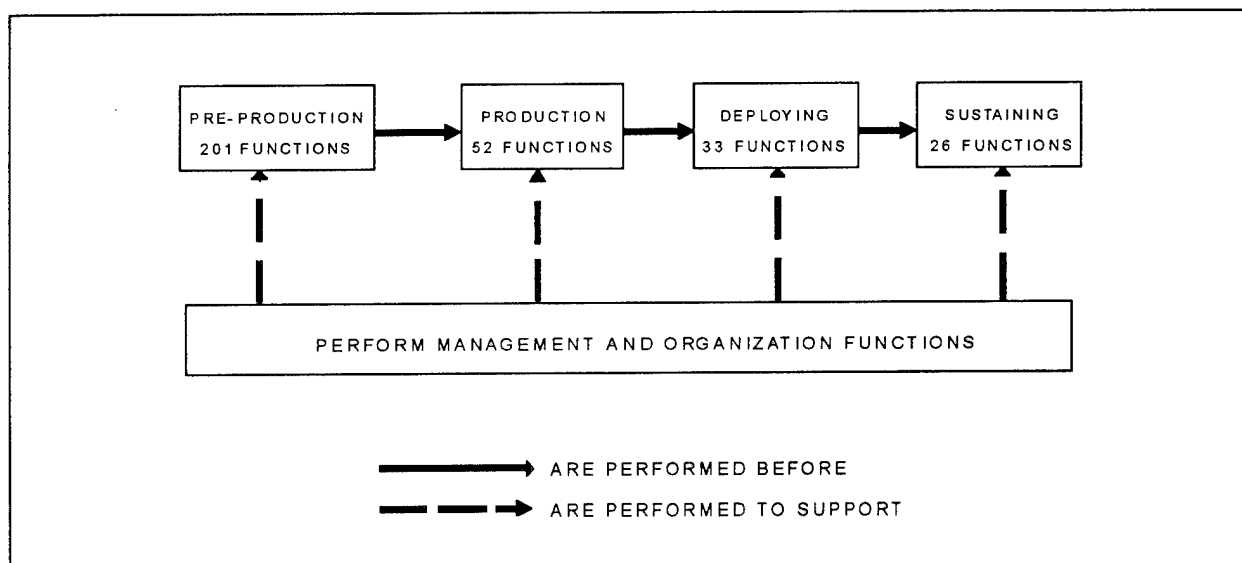 PRE-PRODUCTION
201 FUNCTIONS
PRODUCTION
52 FUNCTIONS
DEPLOYING
33 FUNCTIONS
SUSTAINING
26 FUNCTIONS
PERFORM MANAGEMENT AND ORGANIZATION FUNCTIONS
ARE PERFORMED BEFORE
ARE PERFORMED TO SUPPORT